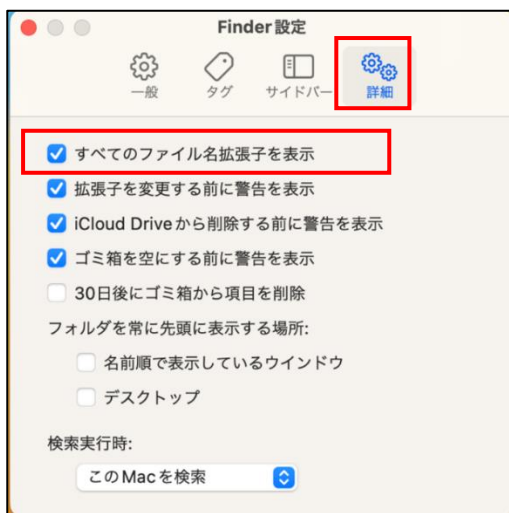 Finder設定
一般
タグ
サイドバー
詳細
すべてのファイル名拡張子を表示
拡張子を変更する前に警告を表示
iCloud Driveから削除する前に警告を表示
ゴミ箱を空にする前に警告を表示
30日後にゴミ箱から項目を削除
フォルダを常に先頭に表示する場所:
名前順で表示しているウインドウ
デスクトップ
検索実行時:
このMacを検索